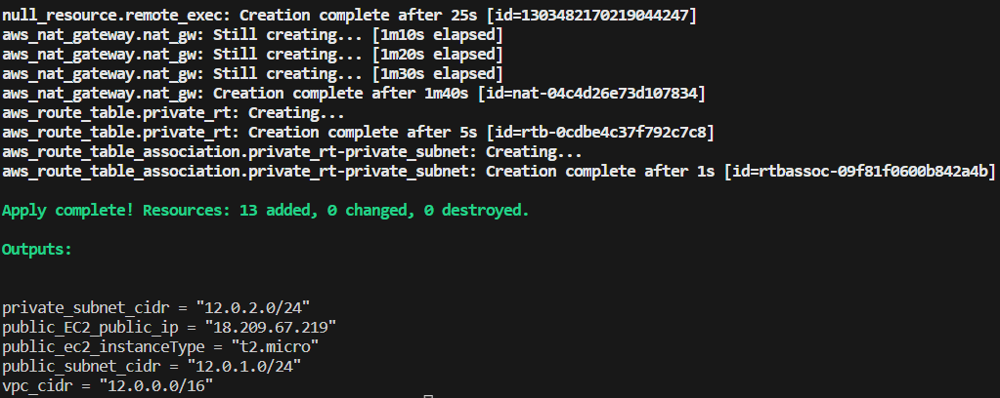 null_resource.remote_exec: Creation complete after 25s [id=1303482170219044247]
aws_nat_gateway.nat_gw: Still creating... [1m10s elapsed]
aws_nat_gateway.nat_gw: Still creating... [1m20s elapsed]
aws_nat_gateway.nat_gw: Still creating... [1m30s elapsed]
aws_nat_gateway.nat_gw: Creation complete after 1m40s [id=nat-04c4d26e73d107834]
aws_route_table.private_rt: Creating...
aws_route_table.private_rt: Creation complete after 5s [id=rtb-0cdbe4c37f792c7c8]
aws_route_table_association.private_rt-private_subnet: Creating...
aws_route_table_association.private_rt-private_subnet: Creation complete after 1s [id=rtbassoc-09f81f0600b842a4b]
Apply complete! Resources: 13 added, 0 changed, 0 destroyed.
Outputs:
private_subnet_cidr = "12.0.2.0/24"
public_EC2_public_ip = "18.209.67.219"
public_ec2_instanceType = "t2.micro"
public_subnet_cidr = "12.0.1.0/24"
vpc_cidr = "12.0.0.0/16"